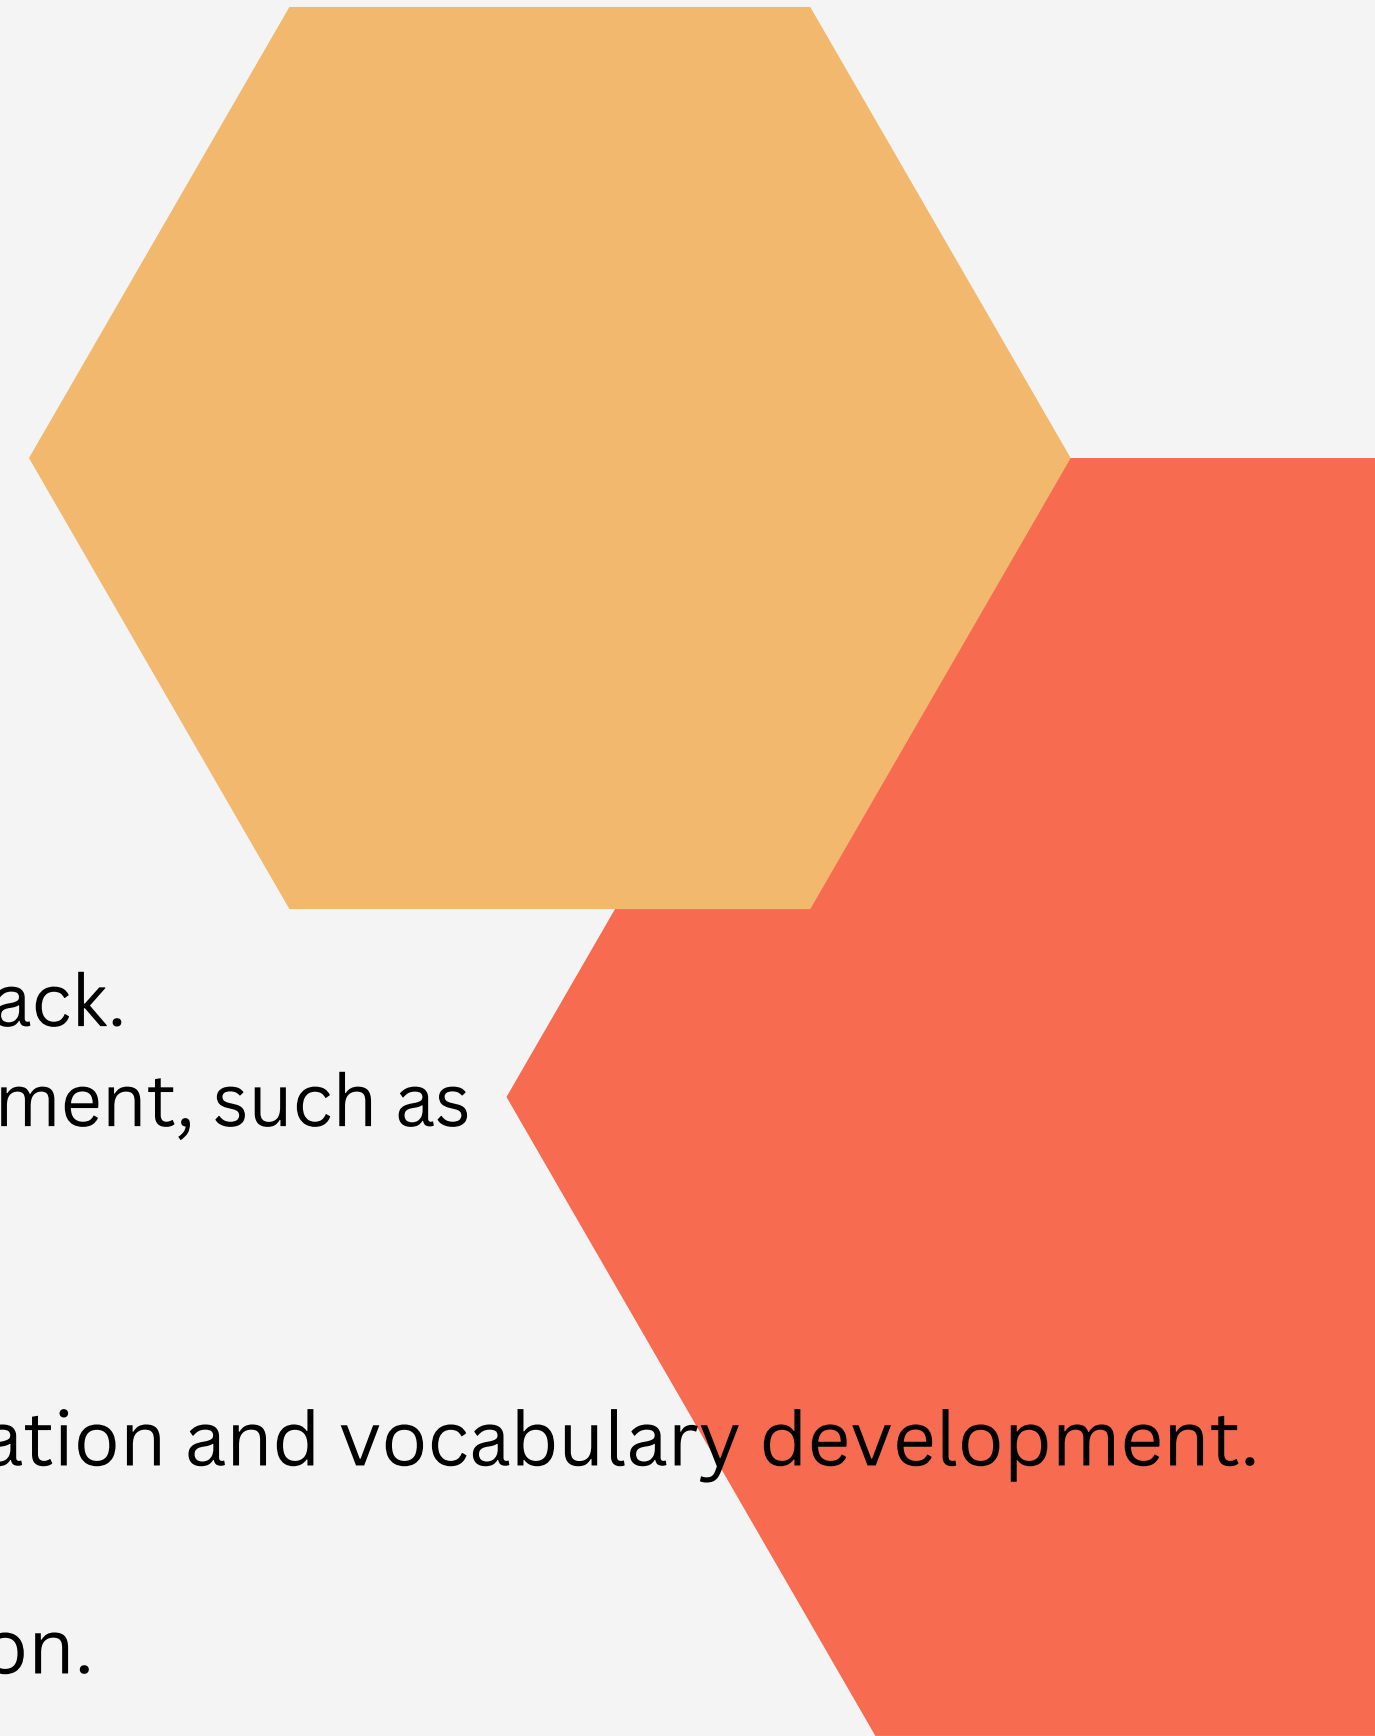 ack.
ment, such as
ation and vocabulary development.
on.